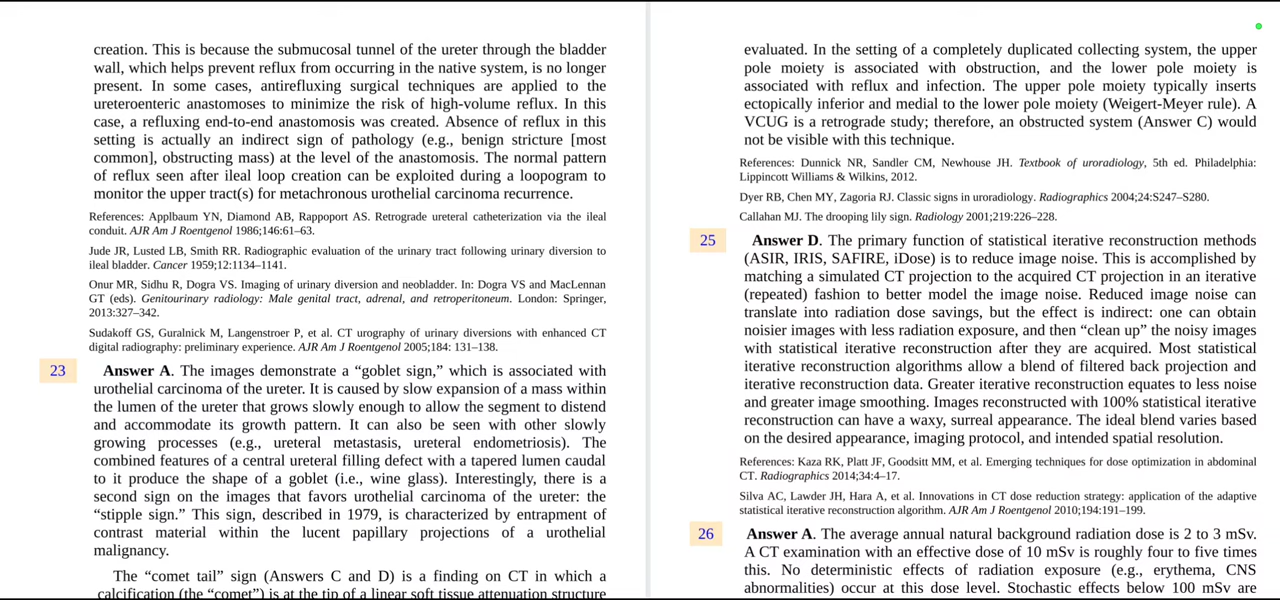 creation. This is because the submucosal tunnel of the ureter through the bladder
wall, which helps prevent reflux from occurring in the native system, is no longer
present. In some cases, antirefluxing surgical techniques are applied to the
ureteroenteric anastomoses to minimize the risk of high-volume reflux. In this
case, a refluxing end-to-end anastomosis was created. Absence of reflux in this
setting is actually an indirect sign of pathology (e.g., benign stricture [most
common], obstructing mass) at the level of the anastomosis. The normal pattern
of reflux seen after ileal loop creation can be exploited during a loopogram to
monitor the upper tract(s) for metachronous urothelial carcinoma recurrence.
References: Applbaum YN, Diamond AB, Rappoport AS. Retrograde ureteral catheterization via the ileal
conduit. AJR Am J Roentgenol 1986;146:61–63.
Jude JR, Lusted LB, Smith RR. Radiographic evaluation of the urinary tract following urinary diversion to
ileal bladder. Cancer 1959;12:1134–1141.
Onur MR, Sidhu R, Dogra VS. Imaging of urinary diversion and neobladder. In: Dogra VS and MacLennan
GT (eds). Genitourinary radiology: Male genital tract, adrenal, and retroperitoneum. London: Springer,
2013:327–342.
Sudakoff GS, Guralnick M, Langenstroer P, et al. CT urography of urinary diversions with enhanced CT
digital radiography: preliminary experience. AJR Am J Roentgenol 2005;184: 131–138.
23 Answer A. The images demonstrate a “goblet sign,” which is associated with
urothelial carcinoma of the ureter. It is caused by slow expansion of a mass within
the lumen of the ureter that grows slowly enough to allow the segment to distend
and accommodate its growth pattern. It can also be seen with other slowly
growing processes (e.g., ureteral metastasis, ureteral endometriosis). The
combined features of a central ureteral filling defect with a tapered lumen caudal
to it produce the shape of a goblet (i.e., wine glass). Interestingly, there is a
second sign on the images that favors urothelial carcinoma of the ureter: the
“stipple sign.” This sign, described in 1979, is characterized by entrapment of
contrast material within the lucent papillary projections of a urothelial
malignancy.
The “comet tail” sign (Answers C and D) is a finding on CT in which a
calcification (the “comet”) is at the tip of a linear soft tissue attenuation structure
evaluated. In the setting of a completely duplicated collecting system, the upper
pole moiety is associated with obstruction, and the lower pole moiety is
associated with reflux and infection. The upper pole moiety typically inserts
ectopically inferior and medial to the lower pole moiety (Weigert-Meyer rule). A
VCUG is a retrograde study; therefore, an obstructed system (Answer C) would
not be visible with this technique.
References: Dunnick NR, Sandler CM, Newhouse JH. Textbook of uroradiology, 5th ed. Philadelphia:
Lippincott Williams & Wilkins, 2012.
Dyer RB, Chen MY, Zagoria RJ. Classic signs in uroradiology. Radiographics 2004;24:S247–S280.
Callahan MJ. The drooping lily sign. Radiology 2001;219:226–228.
25 Answer D. The primary function of statistical iterative reconstruction methods
(ASIR, IRIS, SAFIRE, iDose) is to reduce image noise. This is accomplished by
matching a simulated CT projection to the acquired CT projection in an iterative
(repeated) fashion to better model the image noise. Reduced image noise can
translate into radiation dose savings, but the effect is indirect: one can obtain
noisier images with less radiation exposure, and then “clean up” the noisy images
with statistical iterative reconstruction after they are acquired. Most statistical
iterative reconstruction algorithms allow a blend of filtered back projection and
iterative reconstruction data. Greater iterative reconstruction equates to less noise
and greater image smoothing. Images reconstructed with 100% statistical iterative
reconstruction can have a waxy, surreal appearance. The ideal blend varies based
on the desired appearance, imaging protocol, and intended spatial resolution.
References: Kaza RK, Platt JF, Goodsitt MM, et al. Emerging techniques for dose optimization in abdominal
CT. Radiographics 2014;34:4–17.
Silva AC, Lawder JH, Hara A, et al. Innovations in CT dose reduction strategy: application of the adaptive
statistical iterative reconstruction algorithm. AJR Am J Roentgenol 2010;194:191–199.
26 Answer A. The average annual natural background radiation dose is 2 to 3 mSv.
A CT examination with an effective dose of 10 mSv is roughly four to five times
this. No deterministic effects of radiation exposure (e.g., erythema, CNS
abnormalities) occur at this dose level. Stochastic effects below 100 mSv are